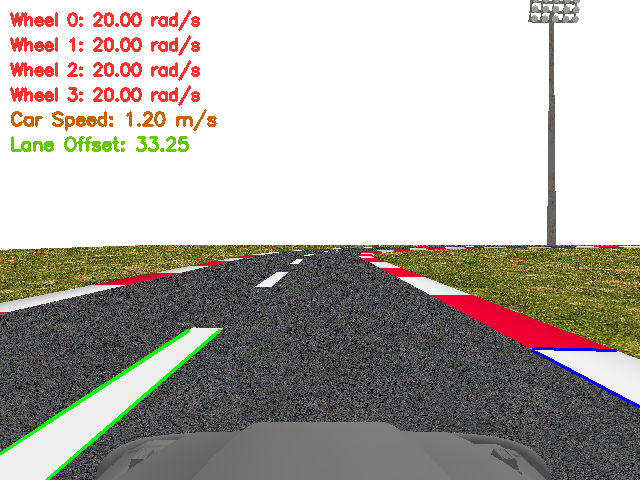 Wheel 0: 20.00 rad/s
Wheel 1: 20.00 rad/s
Wheel 2: 20.00 rad/s
Wheel 3: 20.00 rad/s
Car Speed: 1.20 m/s
Lane Offset: 33.25